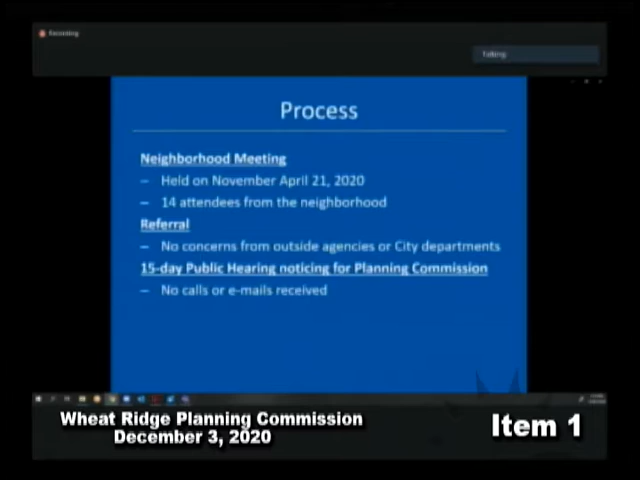 Recording
Talking:
Process
Neighborhood Meeting
– Held on November April 21, 2020
– 14 attendees from the neighborhood
Referral
– No concerns from outside agencies or City departments
15-day Public Hearing noticing for Planning Commission
– No calls or e-mails received
Wheat Ridge Planning Commission
December 3, 2020
Item 1